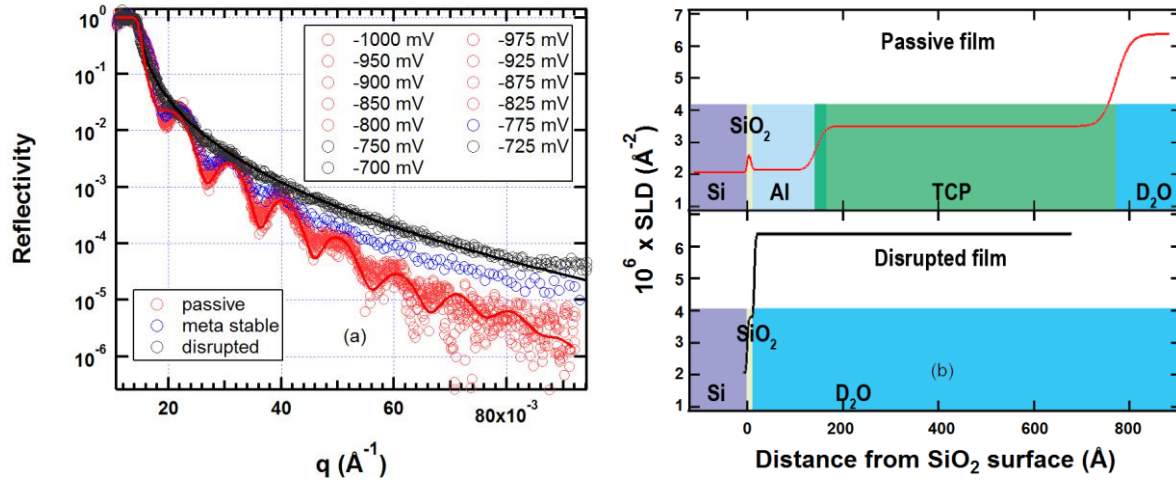 10⁰
10⁻¹
10⁻²
10⁻³
10⁻⁴
10⁻⁵
10⁻⁶
Reflectivity
-1000 mV
-950 mV
-900 mV
-850 mV
-800 mV
-750 mV
-700 mV
-975 mV
-925 mV
-875 mV
-825 mV
-775 mV
-725 mV
passive
meta stable
disrupted
(a)
20
40
60
80x10⁻³
q (Å⁻¹)
10⁶ x SLD (Å⁻²)
7
6
5
4
3
2
1
Passive film
SiO₂
Si
Al
TCP
D₂O
6
5
4
3
2
1
Disrupted film
SiO₂
Si
D₂O
(b)
0
200
400
600
800
Distance from SiO₂ surface (Å)